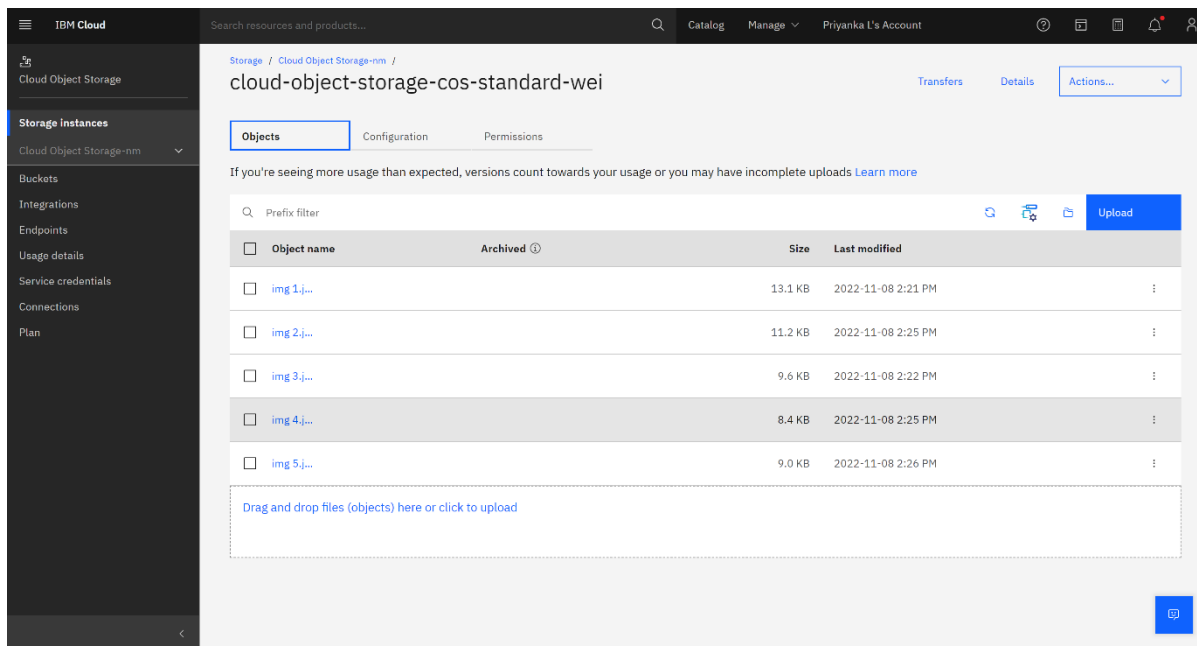 IBM Cloud
Search resources and products...
Catalog
Manage
Priyanka L's Account
Cloud Object Storage
Storage instances
Cloud Object Storage-nm
Buckets
Integrations
Endpoints
Usage details
Service credentials
Connections
Plan
Storage / Cloud Object Storage-nm /
cloud-object-storage-cos-standard-wei
Transfers
Details
Actions...
Objects
Configuration
Permissions
If you're seeing more usage than expected, versions count towards your usage or you may have incomplete uploads Learn more
Prefix filter
Upload
Object name Archived Size Last modified
img 1.j... 13.1 KB 2022-11-08 2:21 PM
img 2.j... 11.2 KB 2022-11-08 2:25 PM
img 3.j... 9.6 KB 2022-11-08 2:22 PM
img 4.j... 8.4 KB 2022-11-08 2:25 PM
img 5.j... 9.0 KB 2022-11-08 2:26 PM
Drag and drop files (objects) here or click to upload